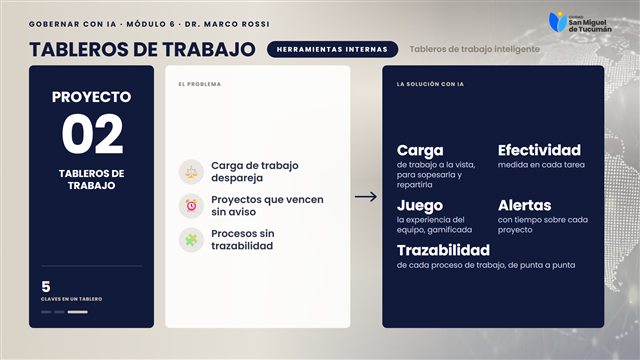 GOBERNAR CON IA · MÓDULO 6 · DR. MARCO ROSSI
CIUDAD
San Miguel
de Tucumán
TABLEROS DE TRABAJO
HERRAMIENTAS INTERNAS
Tableros de trabajo inteligente
PROYECTO
02
TABLEROS DE
TRABAJO
5
CLAVES EN UN TABLERO
EL PROBLEMA
Carga de trabajo
despareja
Proyectos que vencen
sin aviso
Procesos sin
trazabilidad
LA SOLUCIÓN CON IA
Carga
de trabajo a la vista,
para sopesarla y
repartirla
Efectividad
medida en cada tarea
Juego
la experiencia del
equipo, gamificada
Alertas
con tiempo sobre cada
proyecto
Trazabilidad
de cada proceso de trabajo, de punta a punta